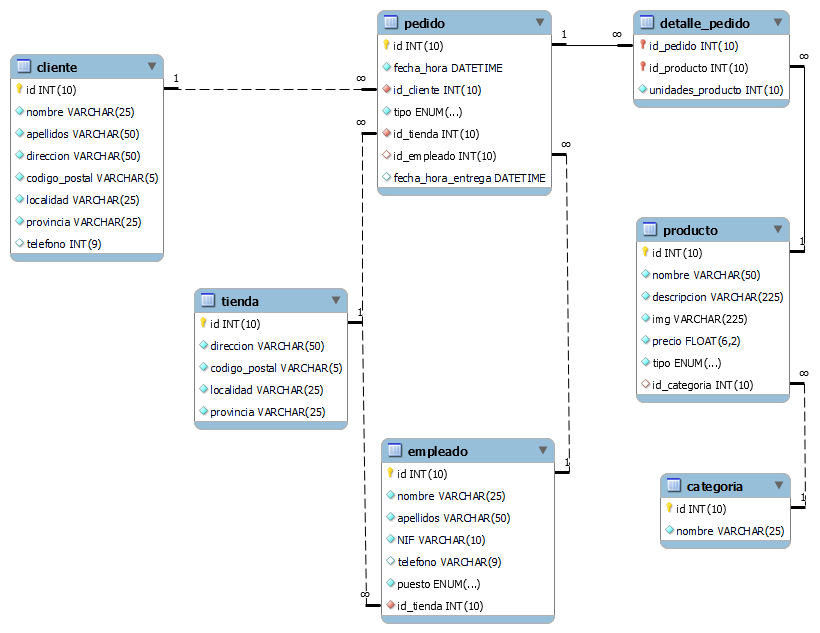 cliente
id INT(10)
nombre VARCHAR(25)
apellidos VARCHAR(50)
direccion VARCHAR(50)
codigo_postal VARCHAR(5)
localidad VARCHAR(25)
provincia VARCHAR(25)
telefono INT(9)
1
∞
pedido
id INT(10)
fecha_hora DATETIME
id_cliente INT(10)
tipo ENUM(...)
id_tienda INT(10)
id_empleado INT(10)
fecha_hora_entrega DATETIME
1
∞
∞
∞
detalle_pedido
id_pedido INT(10)
id_producto INT(10)
unidades_producto INT(10)
∞
1
producto
id INT(10)
nombre VARCHAR(50)
descripcion VARCHAR(225)
img VARCHAR(225)
precio FLOAT(6,2)
tipo ENUM(...)
id_categoria INT(10)
∞
tienda
id INT(10)
direccion VARCHAR(50)
codigo_postal VARCHAR(5)
localidad VARCHAR(25)
provincia VARCHAR(25)
1
empleado
id INT(10)
nombre VARCHAR(25)
apellidos VARCHAR(50)
NIF VARCHAR(10)
telefono VARCHAR(9)
puesto ENUM(...)
id_tienda INT(10)
1
∞
categoria
id INT(10)
nombre VARCHAR(25)
1